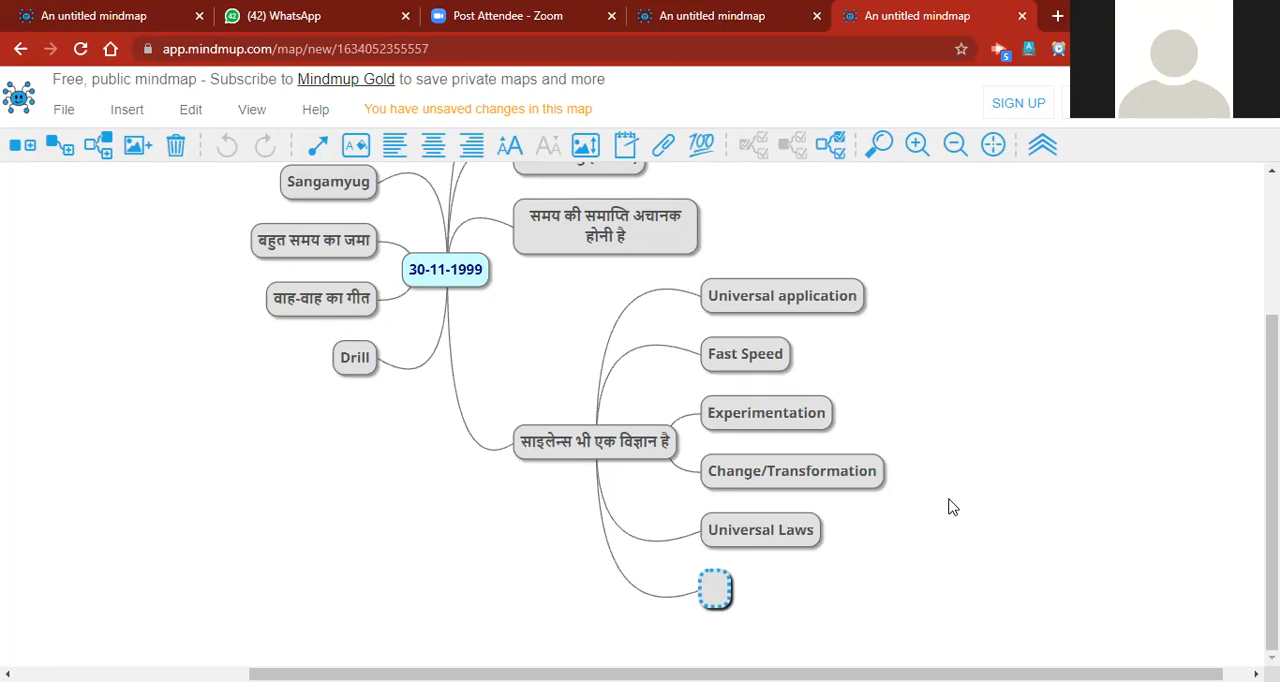 An untitled mindmap
(42) WhatsApp
Post Attendee - Zoom
An untitled mindmap
An untitled mindmap
app.mindmup.com/map/new/1634052355557
Free, public mindmap - Subscribe to Mindmup Gold to save private maps and more
File Insert Edit View Help You have unsaved changes in this map
SIGN UP
Sangamyug
समय की समाप्ति अचानक
होनी है
बहुत समय का जमा
30-11-1999
वाह-वाह का गीत
Drill
Universal application
Fast Speed
Experimentation
साइलेन्स भी एक विज्ञान है
Change/Transformation
Universal Laws